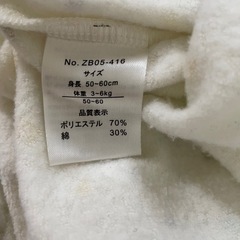 No. ZB05-416
サイズ
身長 50-60cm
体重 3-6kg
50-60
品質表示
ポリエステル 70%
綿 30%